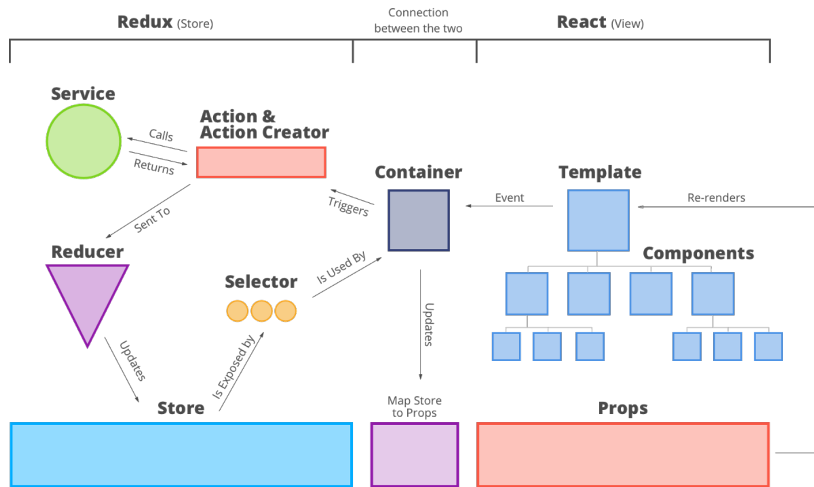 Redux (Store)
Connection
between the two
React (View)
Service
Action &
Action Creator
Calls
Returns
Container
Template
Triggers
Event
Re-renders
Sent To
Reducer
Selector
Is Used By
Components
Updates
Is Exposed by
Updates
Store
Map Store
to Props
Props